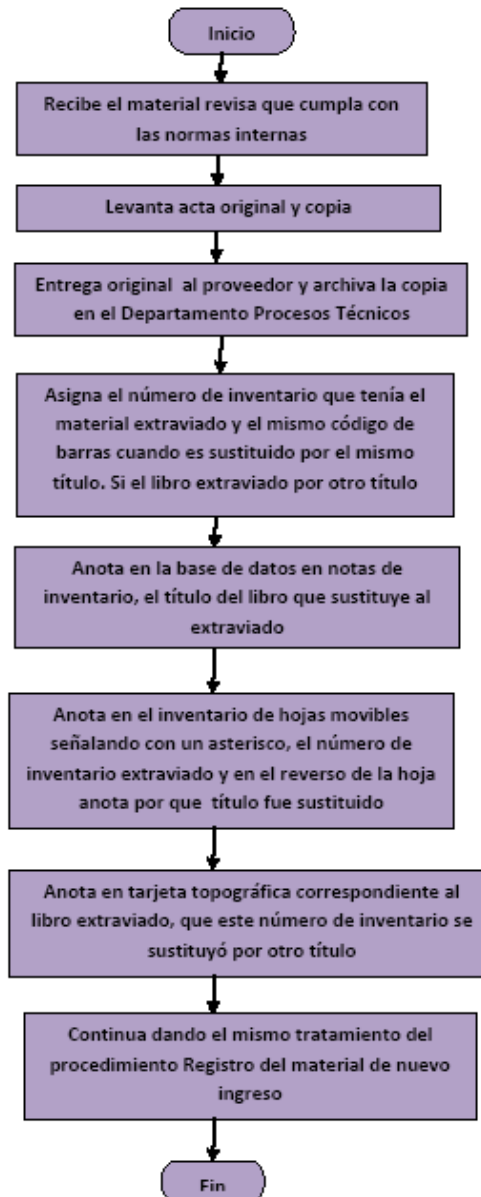 Inicio
Recibe el material revisa que cumpla con
las normas internas
Levanta acta original y copia
Entrega original al proveedor y archiva la copia
en el Departamento Procesos Técnicos
Asigna el número de inventario que tenía el
material extraviado y el mismo código de
barras cuando es sustituido por el mismo
título. Si el libro extraviado por otro título
Anota en la base de datos en notas de
inventario, el título del libro que sustituye al
extraviado
Anota en el inventario de hojas movibles
señalando con un asterisco, el número de
inventario extraviado y en el reverso de la hoja
anota por que título fue sustituido
Anota en tarjeta topográfica correspondiente al
libro extraviado, que este número de inventario se
sustituyó por otro título
Continua dando el mismo tratamiento del
procedimiento Registro del material de nuevo
ingreso
Fin